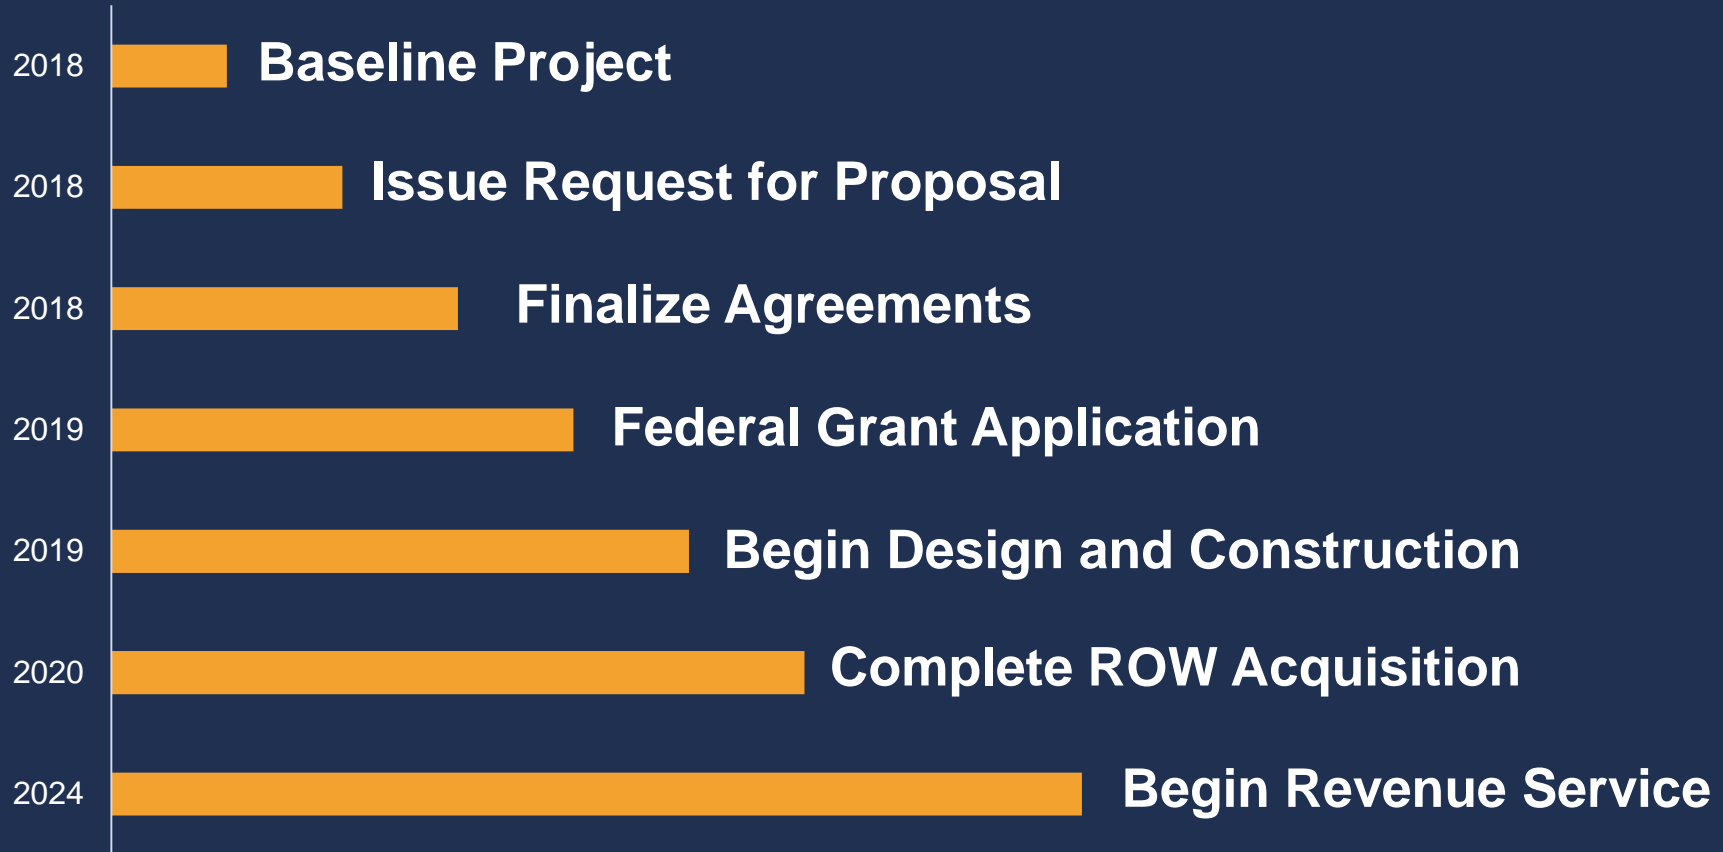 2018 Baseline Project
2018 Issue Request for Proposal
2018 Finalize Agreements
2019 Federal Grant Application
2019 Begin Design and Construction
2020 Complete ROW Acquisition
2024 Begin Revenue Service